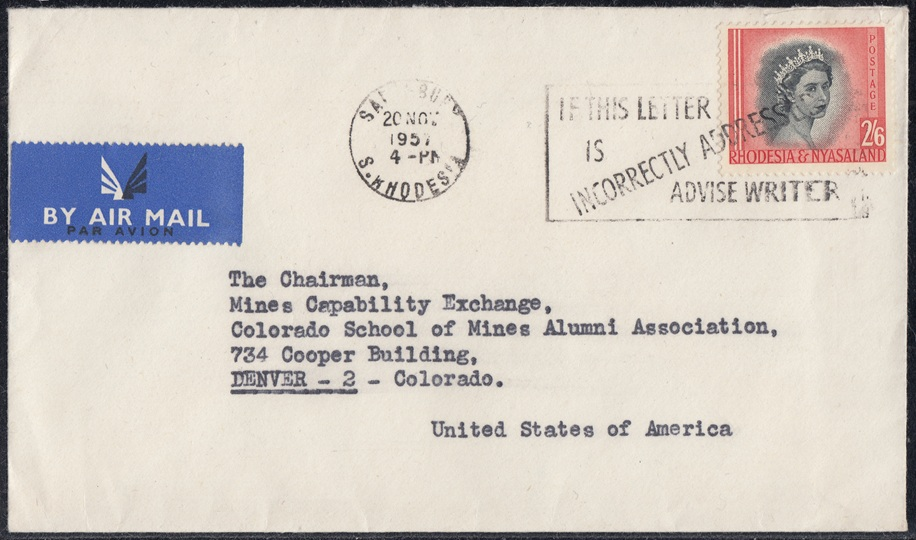 POSTAGE
2/6
RHODESIA & NYASALAND
20 NOV
1957
4 - PM
S. RHODESIA
IF THIS LETTER
IS
INCORRECTLY ADDRESSED
ADVISE WRITER
BY AIR MAIL
PAR AVION
The Chairman,
Mines Capability Exchange,
Colorado School of Mines Alumni Association,
734 Cooper Building,
DENVER - 2 - Colorado.
United States of America